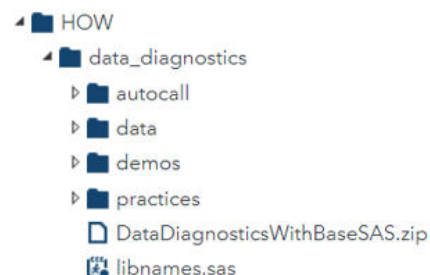 HOW
data_diagnostics
autocall
data
demos
practices
DataDiagnosticsWithBaseSAS.zip
libnames.sas